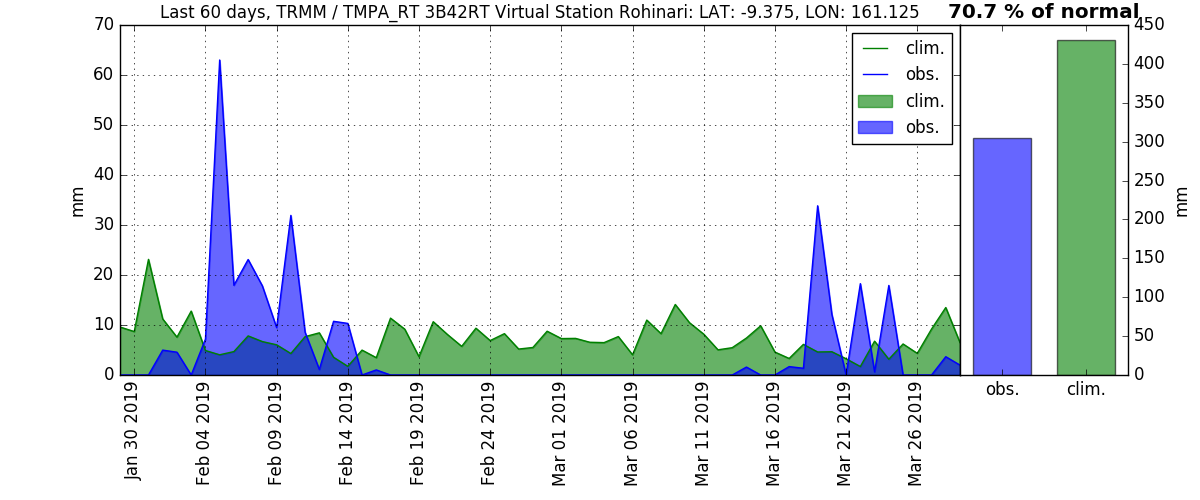 Last 60 days, TRMM / TMPA_RT 3B42RT Virtual Station Rohinari: LAT: -9.375, LON: 161.125
70.7 % of normal
70
60
50
40
30
20
10
0
mm
clim.
obs.
clim.
obs.
450
400
350
300
250
200
150
100
50
0
mm
Jan 30 2019
Feb 04 2019
Feb 09 2019
Feb 14 2019
Feb 19 2019
Feb 24 2019
Mar 01 2019
Mar 06 2019
Mar 11 2019
Mar 16 2019
Mar 21 2019
Mar 26 2019
obs.
clim.